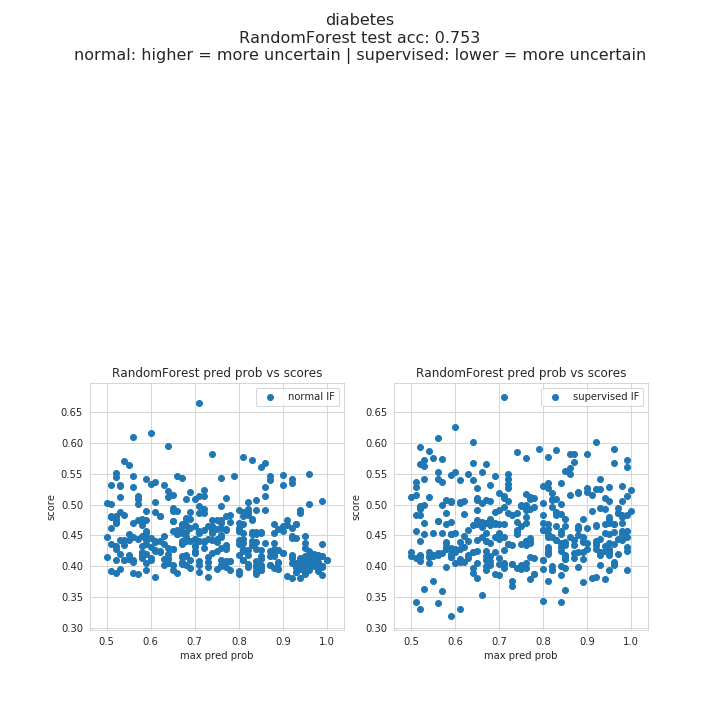 diabetes
RandomForest test acc: 0.753
normal: higher = more uncertain | supervised: lower = more uncertain
RandomForest pred prob vs scores
normal IF
score
0.65
0.60
0.55
0.50
0.45
0.40
0.35
0.30
0.5 0.6 0.7 0.8 0.9 1.0
max pred prob
RandomForest pred prob vs scores
supervised IF
score
0.65
0.60
0.55
0.50
0.45
0.40
0.35
0.30
0.5 0.6 0.7 0.8 0.9 1.0
max pred prob